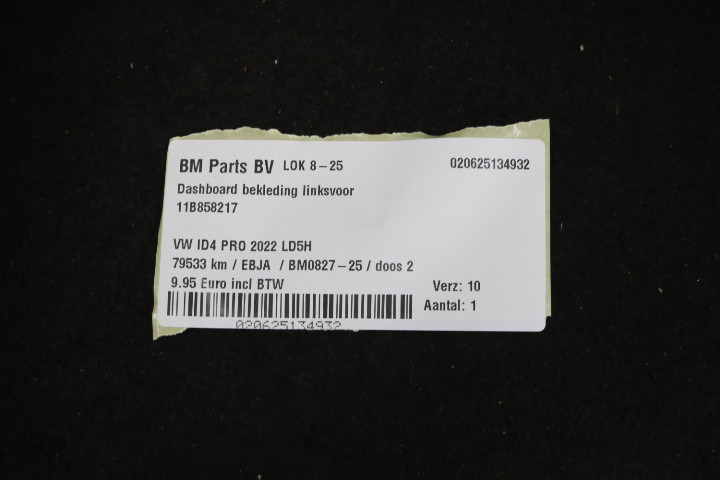 BM Parts BV LOK 8-25 020625134932
Dashboard bekleding linksvoor
11B858217
VW ID4 PRO 2022 LD5H
79533 km / EBJA / BM0827-25 / doos 2
9.95 Euro incl BTW Verz: 10
Aantal: 1
020625134932